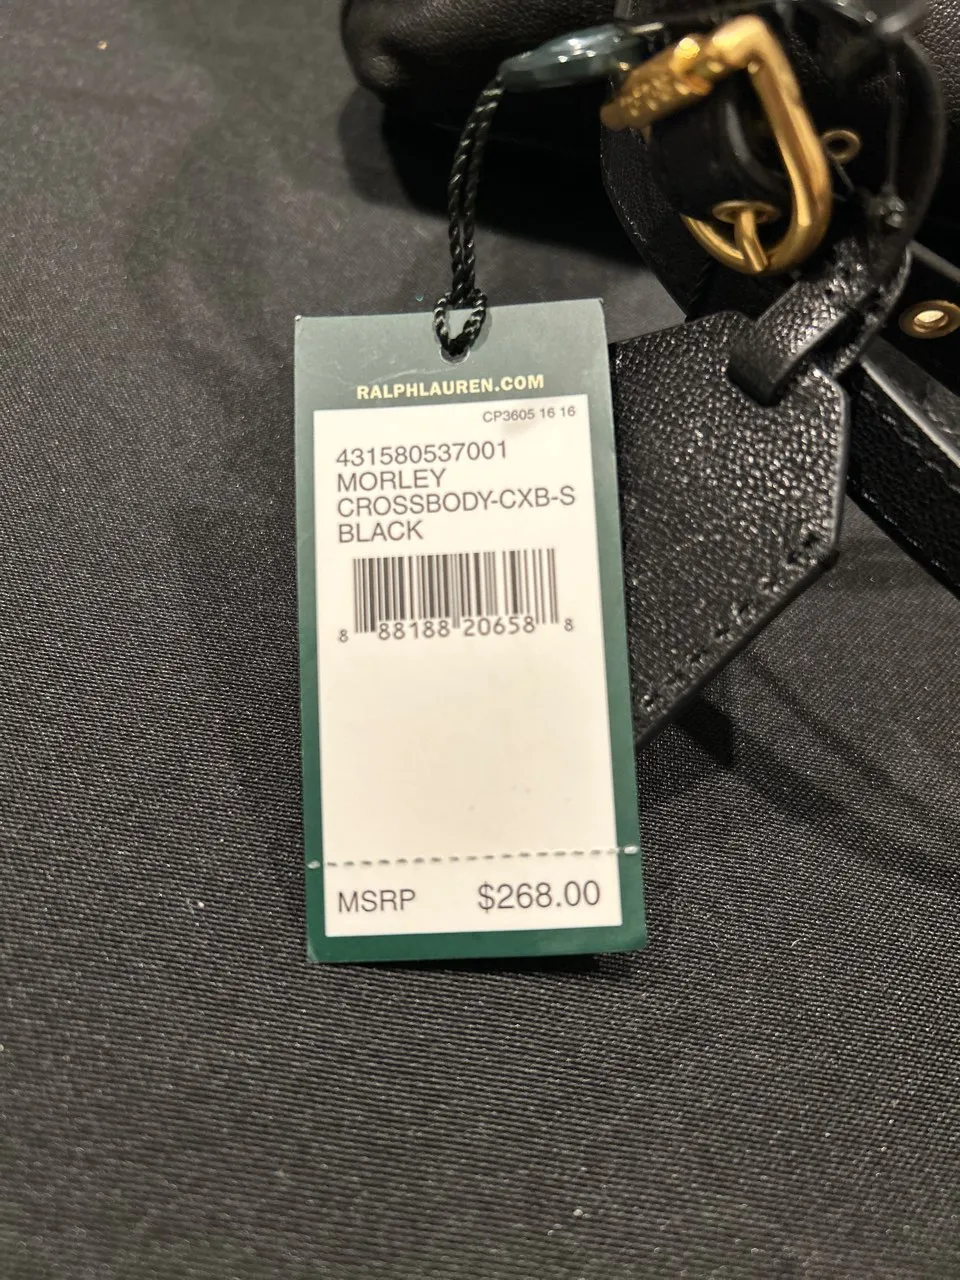 RALPHLAUREN.COM
CP3605 16 16
431580537001
MORLEY
CROSSBODY-CXB-S
BLACK
8 88188 20658 8
MSRP $268.00